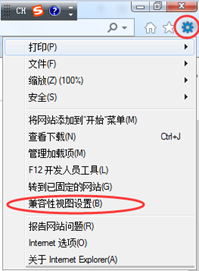 CH S
打印(P)
文件(F)
缩放(Z) (100%)
安全(S)
将网站添加到“开始”菜单(M)
查看下载(N) Ctrl+J
管理加载项(M)
F12 开发人员工具(L)
转到已固定的网站(G)
兼容性视图设置(B)
报告网站问题(R)
Internet 选项(O)
关于 Internet Explorer(A)